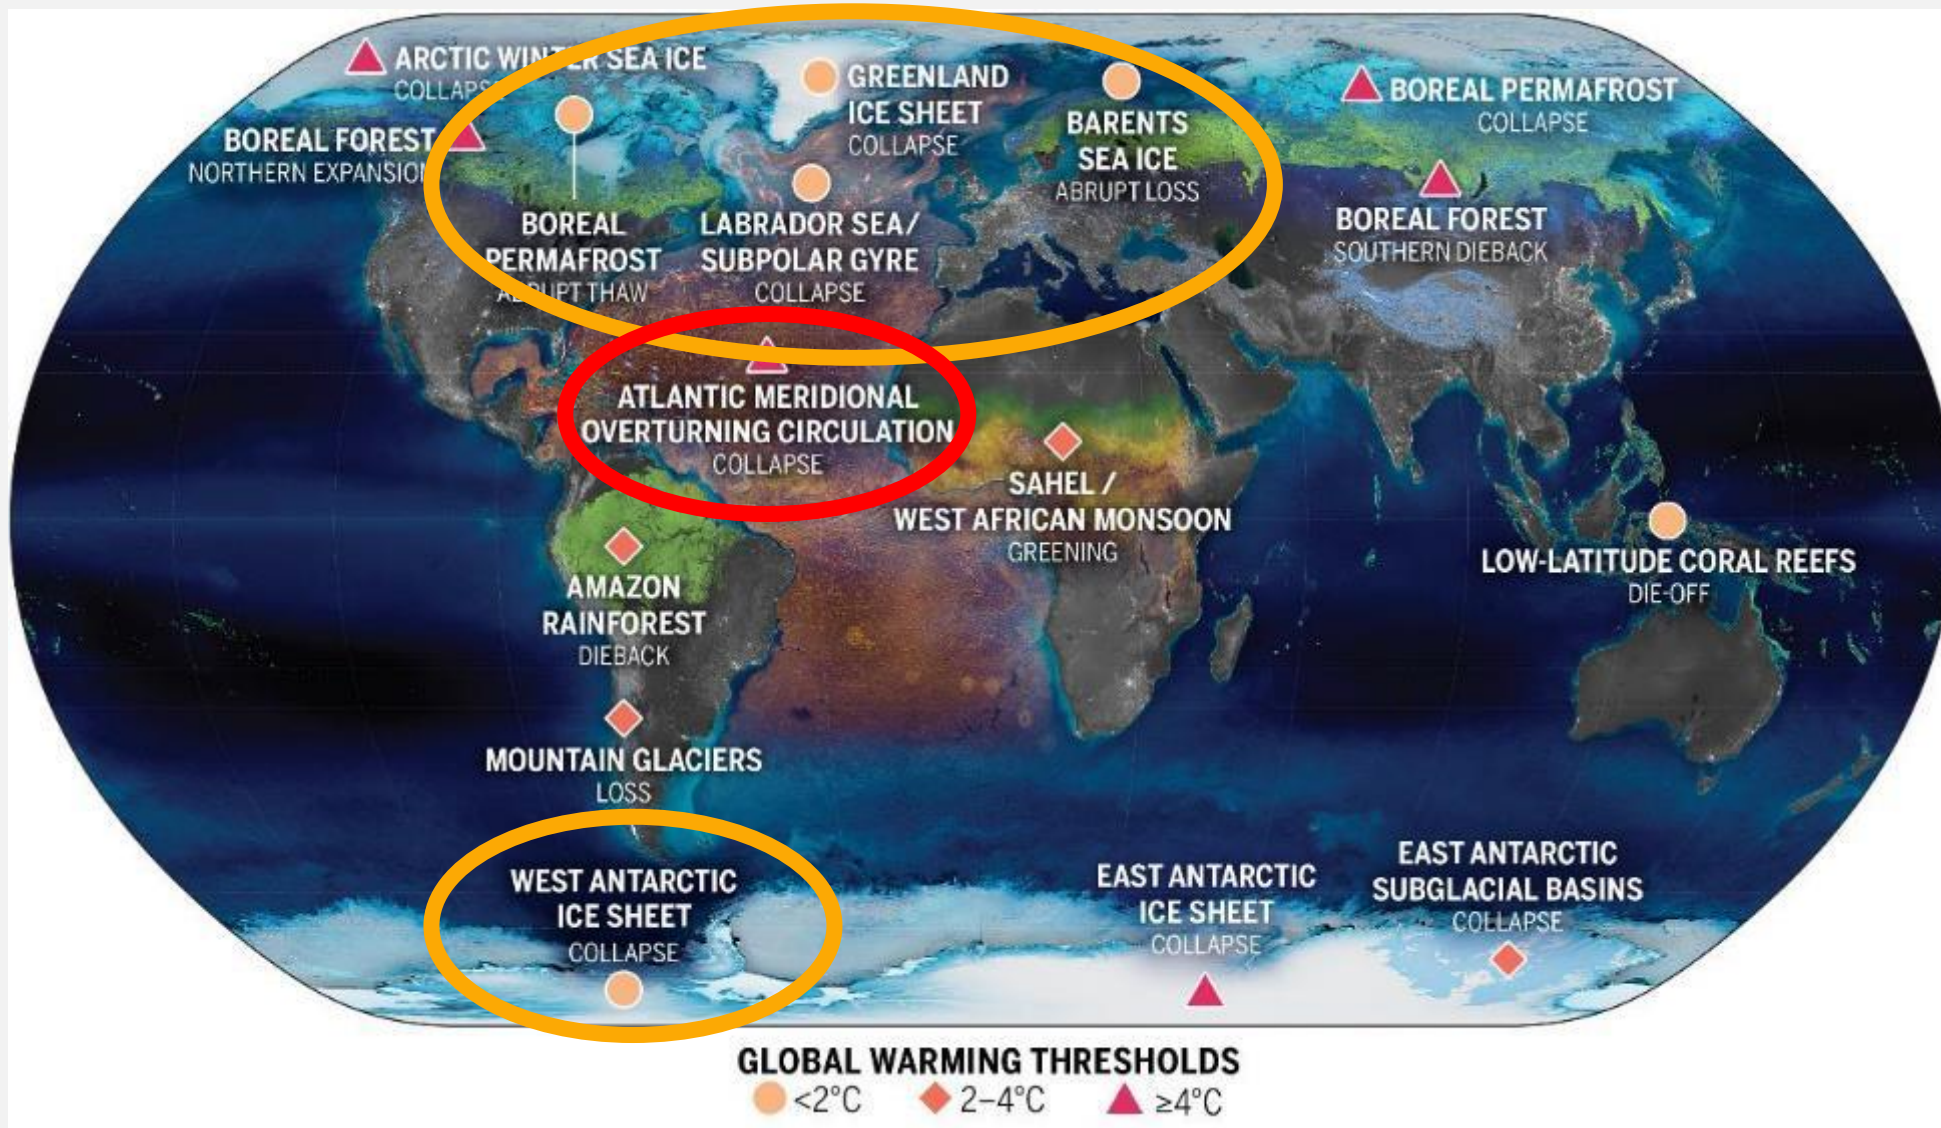 ARCTIC WINTER SEA ICE
COLLAPSE
BOREAL FOREST
NORTHERN EXPANSION
GREENLAND
ICE SHEET
COLLAPSE
BARENTS
SEA ICE
ABRUPT LOSS
BOREAL PERMAFROST
COLLAPSE
BOREAL
PERMAFROST
ABRUPT THAW
LABRADOR SEA/
SUBPOLAR GYRE
COLLAPSE
BOREAL FOREST
SOUTHERN DIEBACK
ATLANTIC MERIDIONAL
OVERTURNING CIRCULATION
COLLAPSE
SAHEL /
WEST AFRICAN MONSOON
GREENING
LOW-LATITUDE CORAL REEFS
DIE-OFF
AMAZON
RAINFOREST
DIEBACK
MOUNTAIN GLACIERS
LOSS
WEST ANTARCTIC
ICE SHEET
COLLAPSE
EAST ANTARCTIC
ICE SHEET
COLLAPSE
EAST ANTARCTIC
SUBGLACIAL BASINS
COLLAPSE
GLOBAL WARMING THRESHOLDS
<2°C 2–4°C ≥4°C